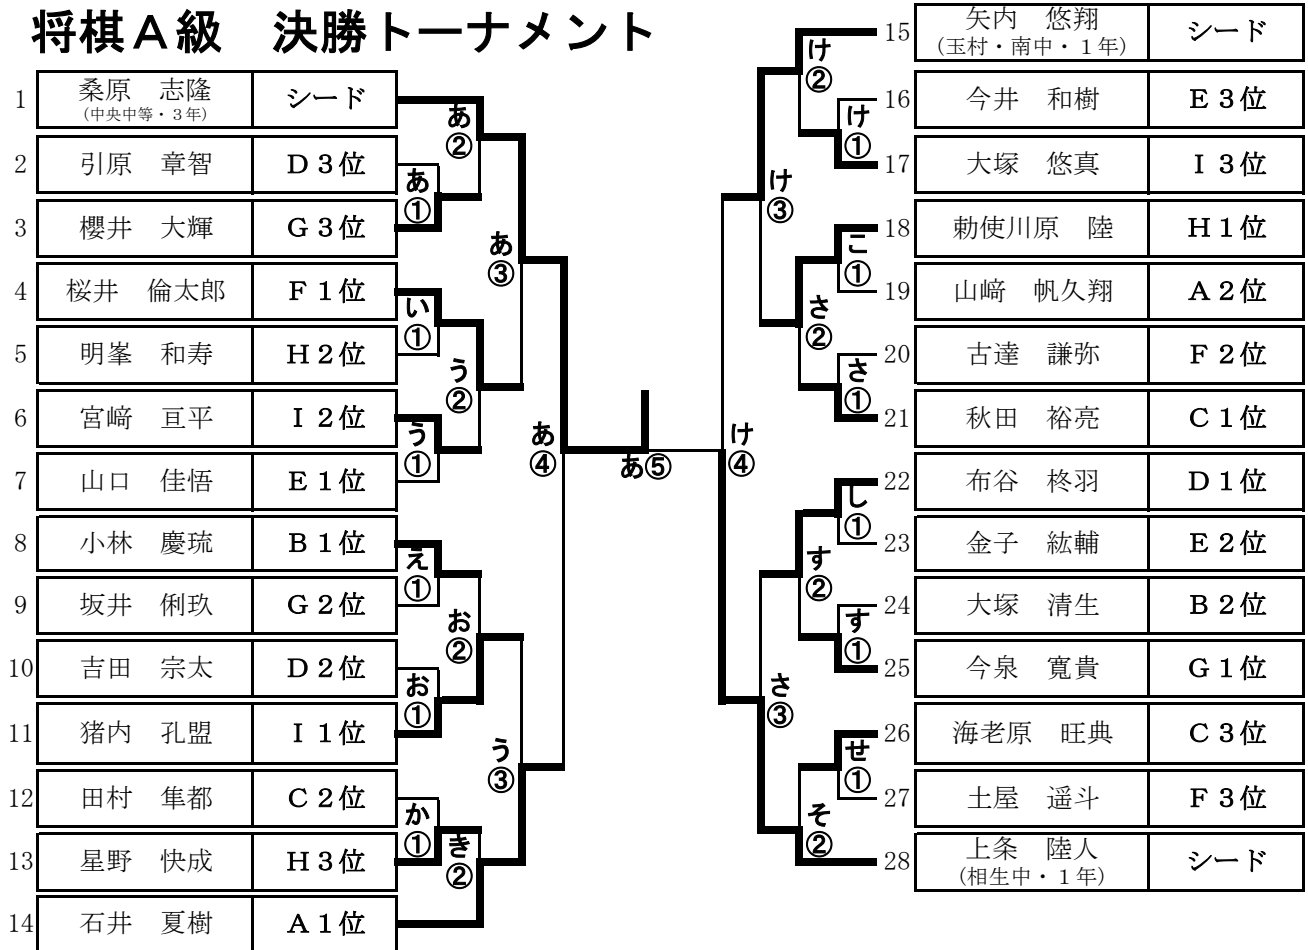 将棋Ａ級　決勝トーナメント
1 桑原　志隆 シード
(中央中等・３年)
2 引原　章智 Ｄ３位
3 櫻井　大輝 Ｇ３位
4 桜井　倫太郎 Ｆ１位
5 明峯　和寿 Ｈ２位
6 宮﨑　亘平 Ｉ２位
7 山口　佳悟 Ｅ１位
8 小林　慶琉 Ｂ１位
9 坂井　俐玖 Ｇ２位
10 吉田　宗太 Ｄ２位
11 猪内　孔盟 Ｉ１位
12 田村　隼都 Ｃ２位
13 星野　快成 Ｈ３位
14 石井　夏樹 Ａ１位
あ①
い①
う①
え①
お①
か①
あ②
う②
お②
き②
あ③
う③
あ④
あ⑤
け④
け③
さ③
け②
さ②
す②
そ②
け①
こ①
さ①
し①
す①
せ①
15 矢内　悠翔 シード
(玉村・南中・１年)
16 今井　和樹 Ｅ３位
17 大塚　悠真 Ｉ３位
18 勅使川原　陸 Ｈ１位
19 山﨑　帆久翔 Ａ２位
20 古達　謙弥 Ｆ２位
21 秋田　裕亮 Ｃ１位
22 布谷　柊羽 Ｄ１位
23 金子　紘輔 Ｅ２位
24 大塚　清生 Ｂ２位
25 今泉　寛貴 Ｇ１位
26 海老原　旺典 Ｃ３位
27 土屋　遥斗 Ｆ３位
28 上条　陸人 シード
(相生中・１年)